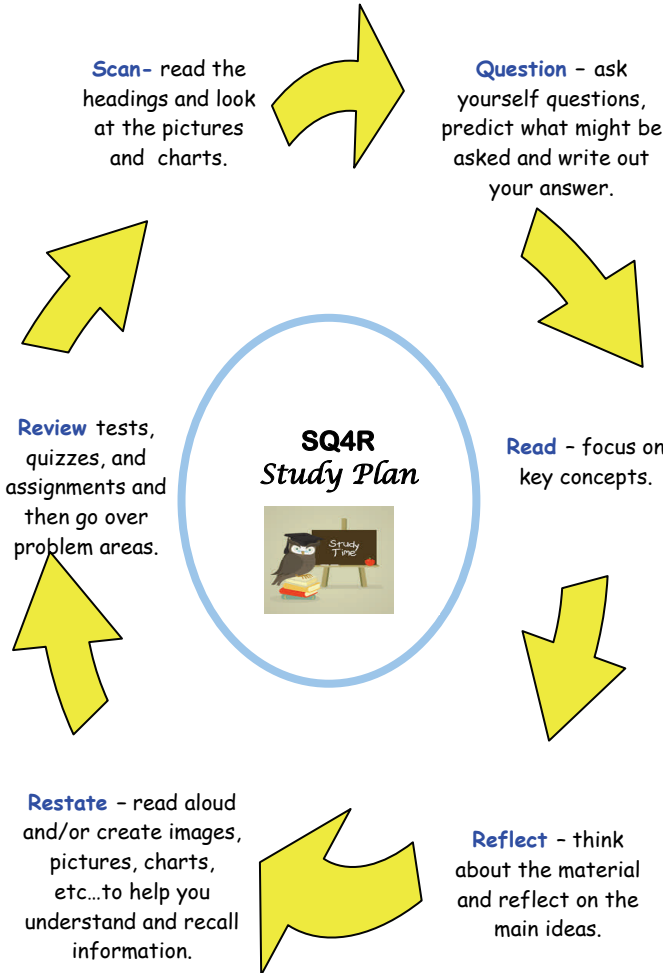 Scan- read the
headings and look
at the pictures
and charts.
Question – ask
yourself questions,
predict what might be
asked and write out
your answer.
Read – focus on
key concepts.
Reflect – think
about the material
and reflect on the
main ideas.
Restate – read aloud
and/or create images,
pictures, charts,
etc…to help you
understand and recall
information.
Review tests,
quizzes, and
assignments and
then go over
problem areas.
SQ4R
Study Plan
Study
Time